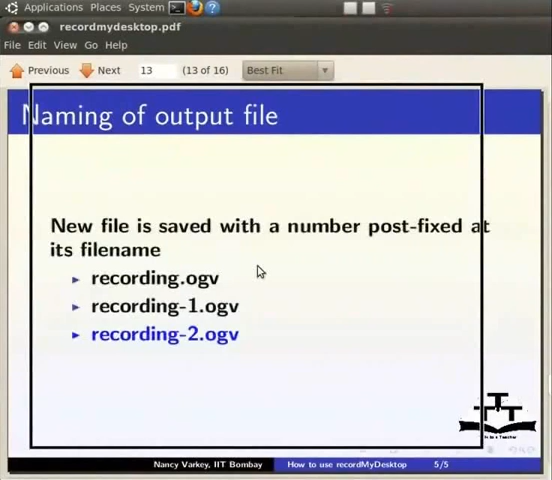 Applications Places System
recordmydesktop.pdf
File Edit View Go Help
Previous Next 13 (13 of 16) Best Fit
Naming of output file
New file is saved with a number post-fixed at
its filename
recording.ogv
recording-1.ogv
recording-2.ogv
TTT
Nancy Varkey, IIT Bombay How to use recordMyDesktop 5/5